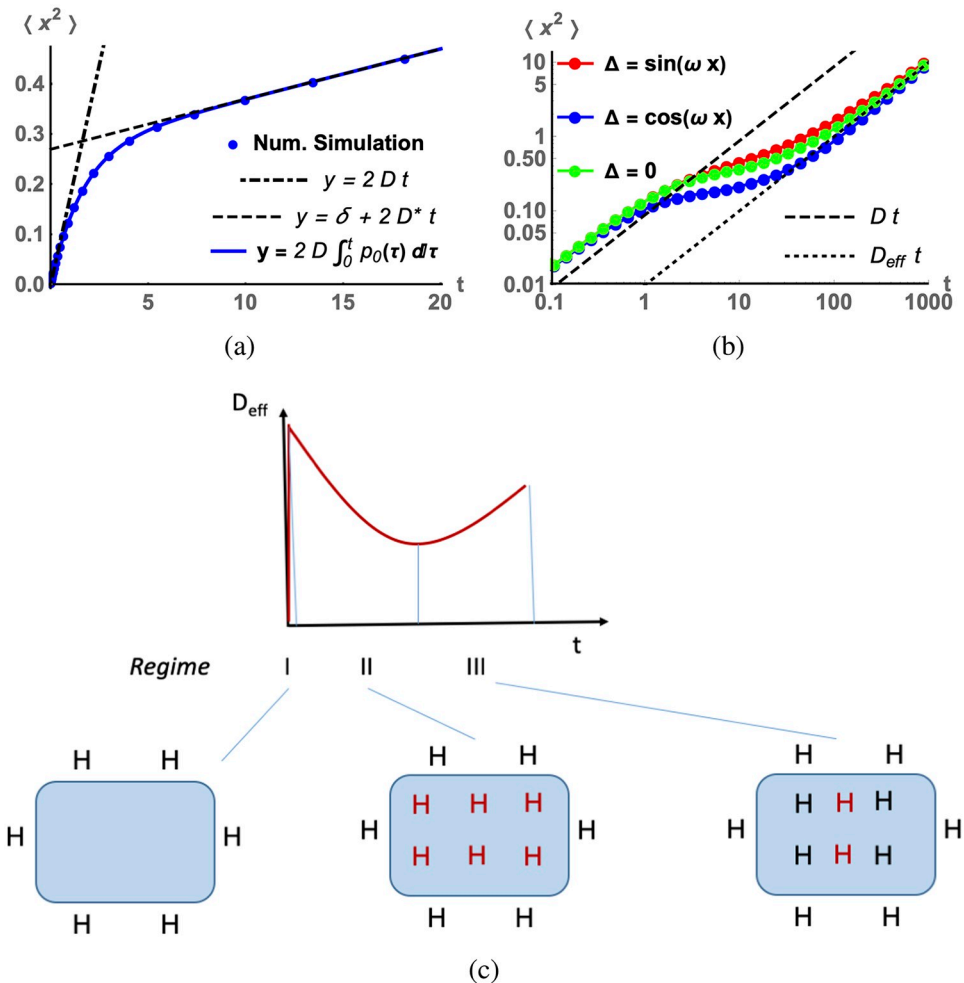 ⟨ x² ⟩
0.4
0.3
0.2
0.1
0.0
5
10
15
20
t
Num. Simulation
y = 2 D t
y = δ + 2 D* t
y = 2 D ∫₀ᵗ p₀(τ) dτ
(a)
⟨ x² ⟩
10
5
1
0.50
0.10
0.05
0.01
0.1
1
10
100
1000
t
Δ = sin(ω x)
Δ = cos(ω x)
Δ = 0
D t
D_eff t
(b)
D_eff
t
Regime I II III
H H
H H
H H
H H
H H H
H H
H H H
H H
H H
H H H
H H
H H H
H H
(c)